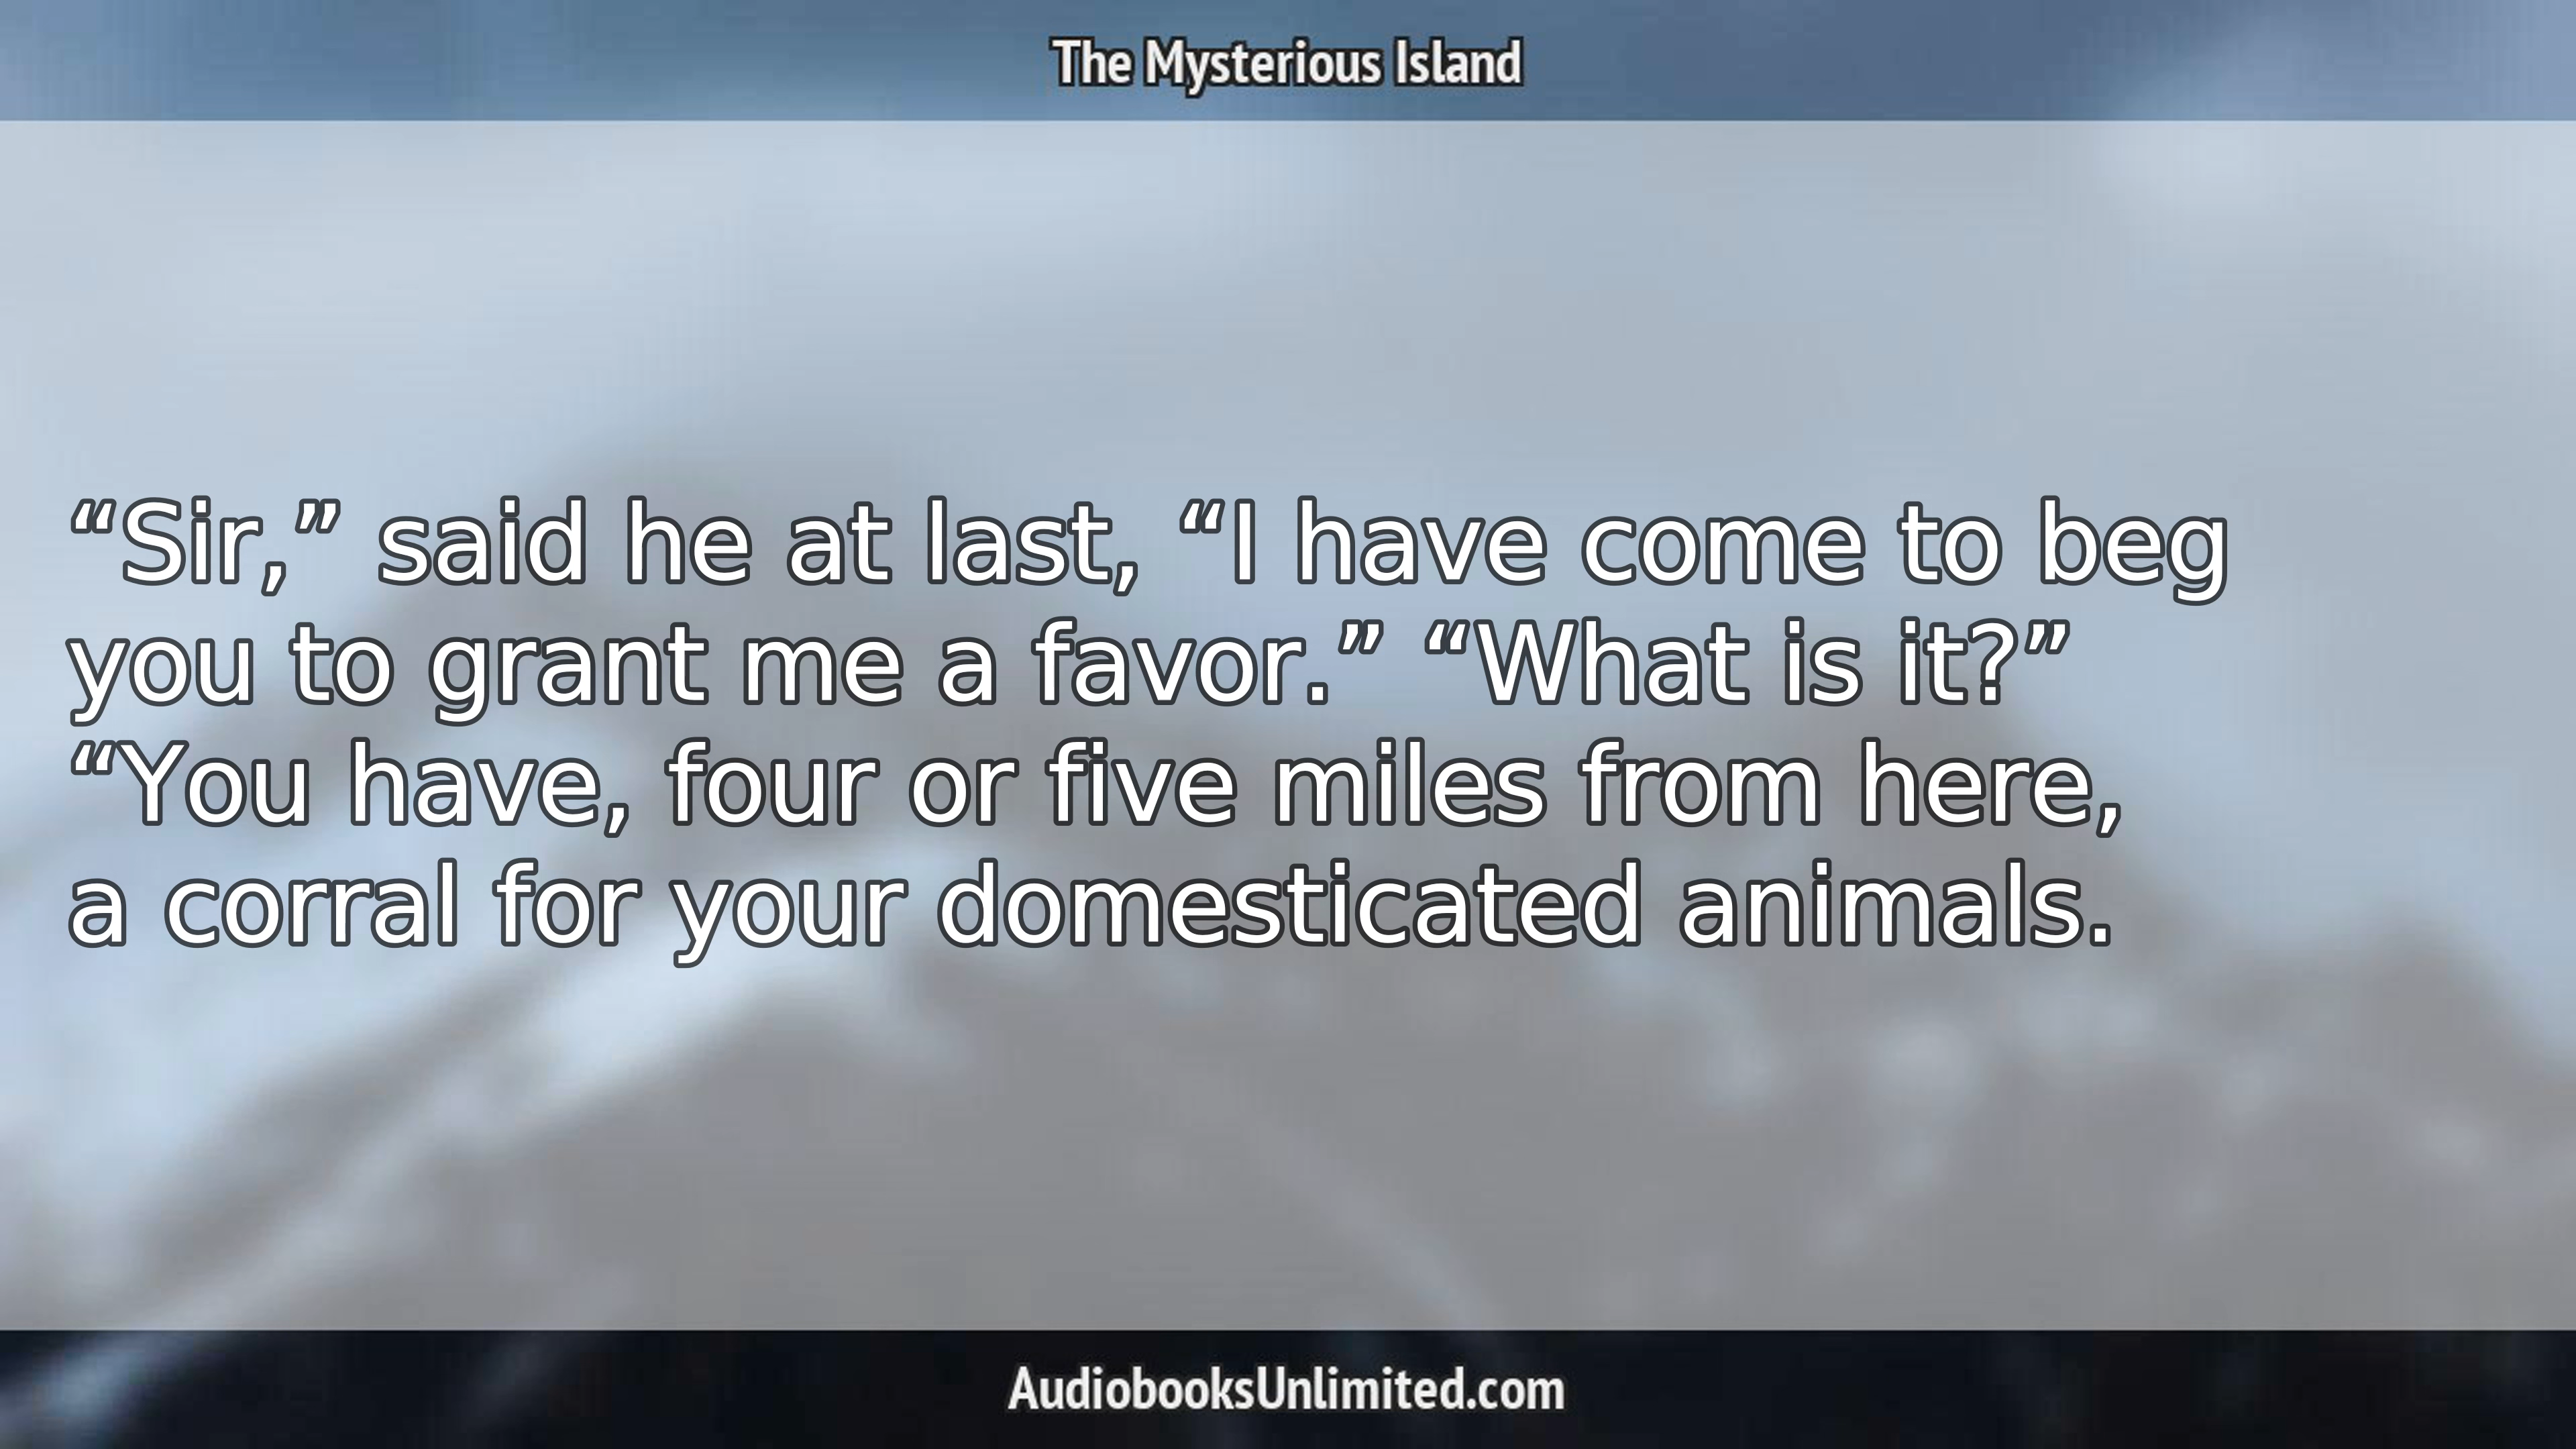 The Mysterious Island
“Sir,” said he at last, “I have come to beg
you to grant me a favor.” “What is it?”
“You have, four or five miles from here,
a corral for your domesticated animals.
AudiobooksUnlimited.com